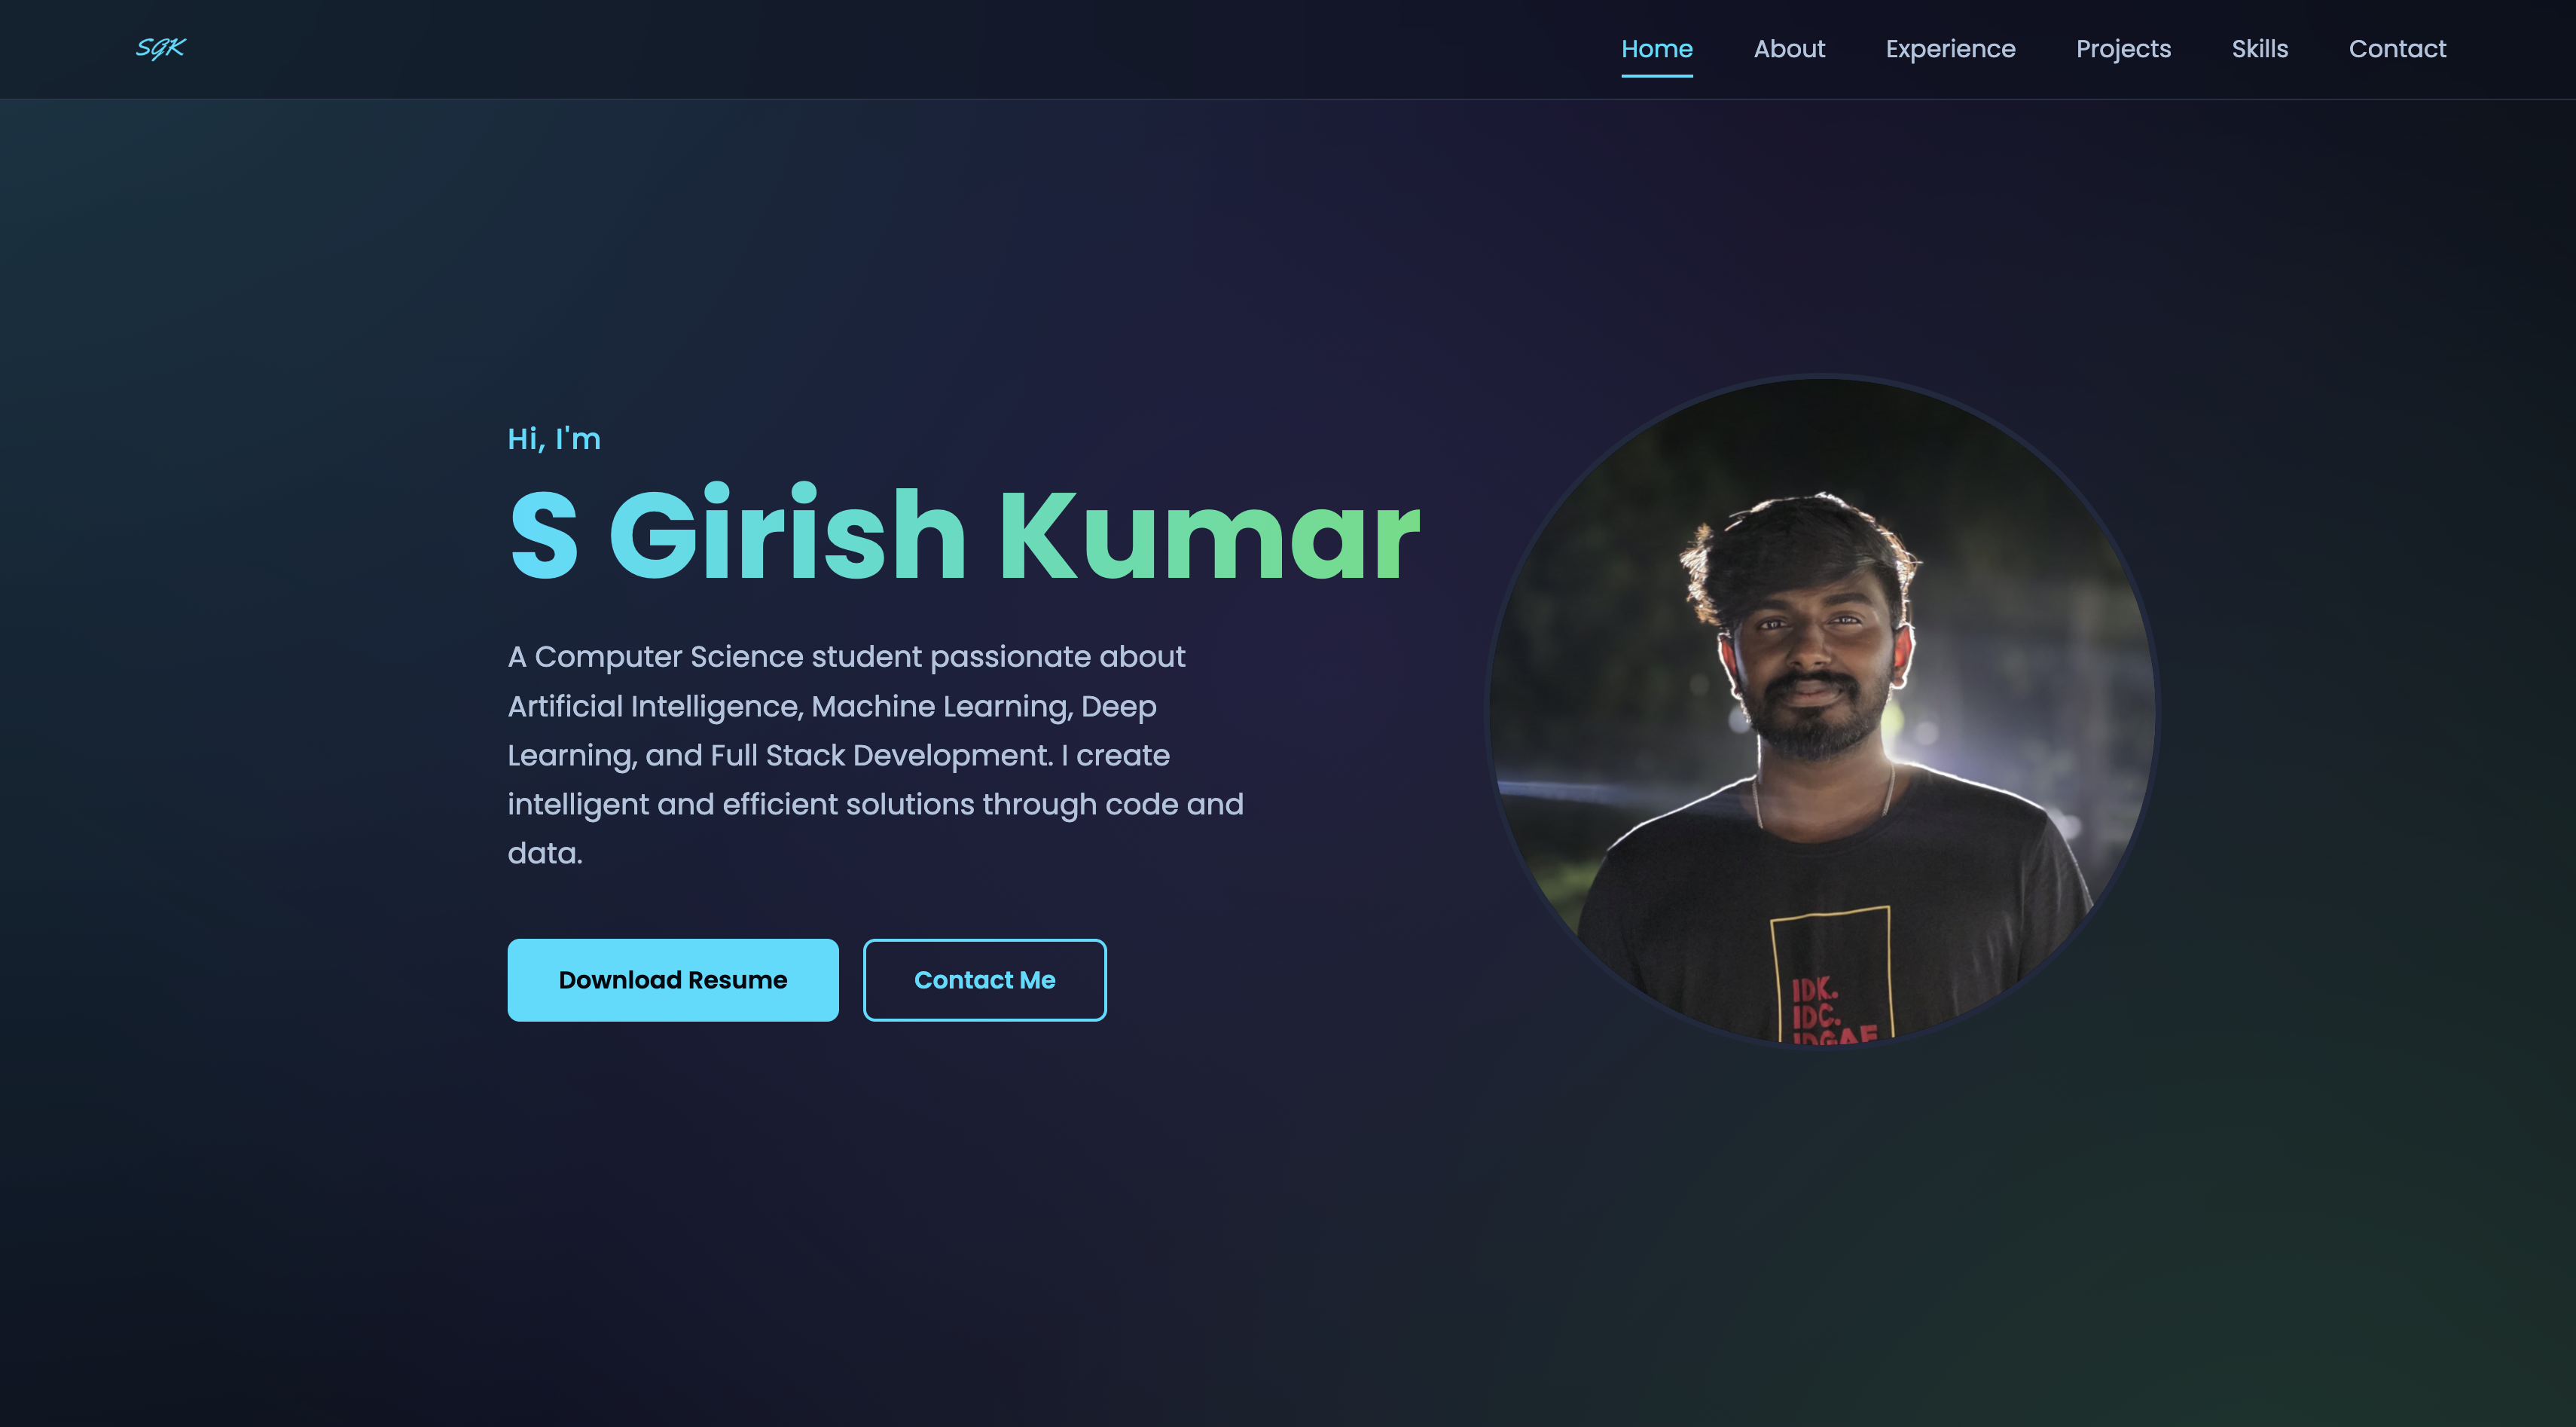 SGK
Home About Experience Projects Skills Contact
Hi, I'm
S Girish Kumar
A Computer Science student passionate about
Artificial Intelligence, Machine Learning, Deep
Learning, and Full Stack Development. I create
intelligent and efficient solutions through code and
data.
Download Resume Contact Me
IDK.
IDC.
IDGAF